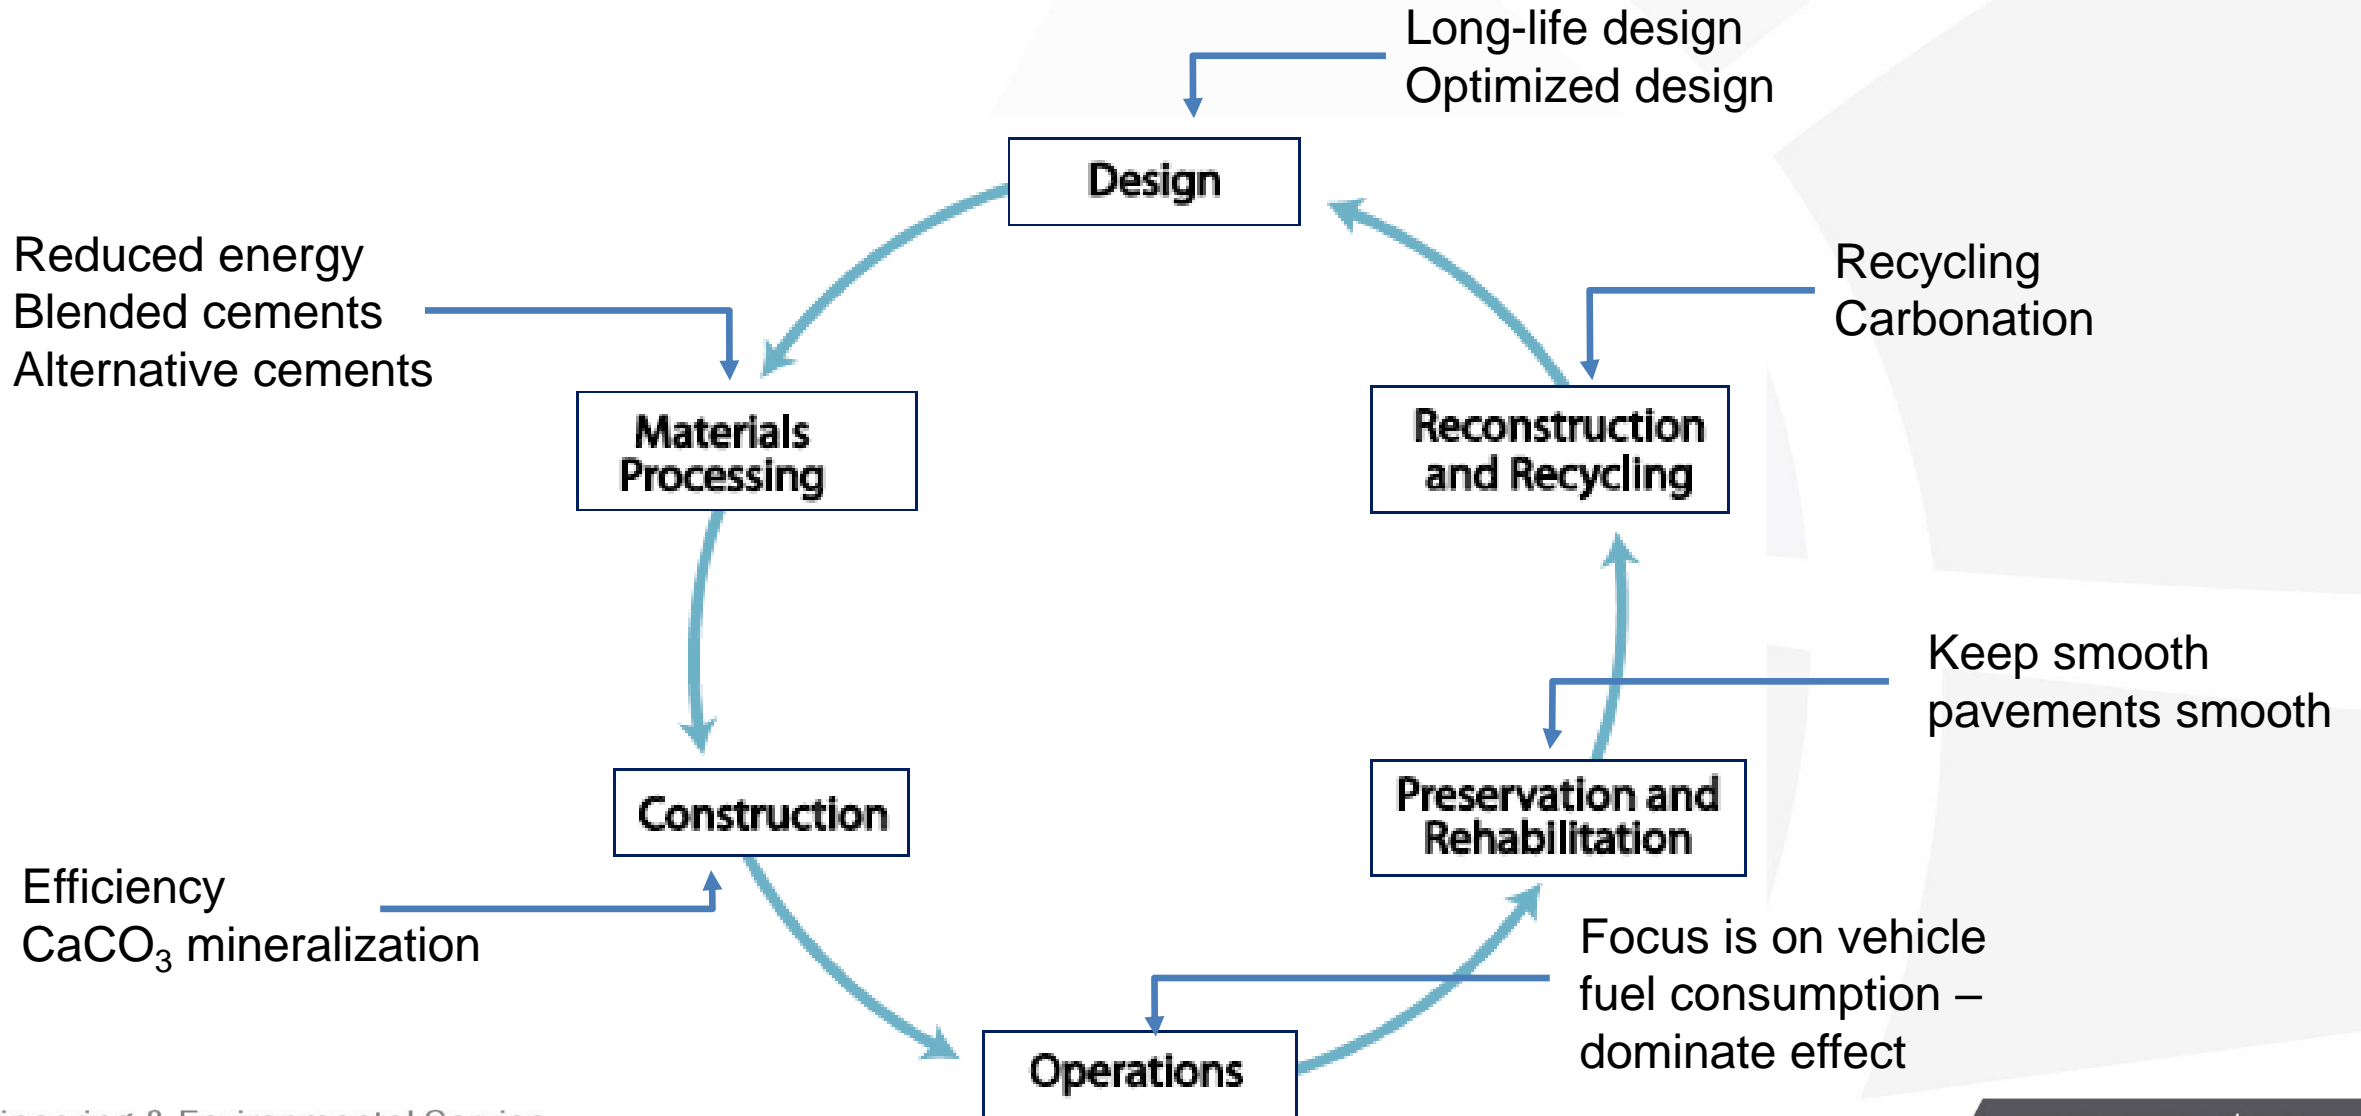 Long-life design
Optimized design
Design
Reduced energy
Blended cements
Alternative cements
Recycling
Carbonation
Materials
Processing
Reconstruction
and Recycling
Keep smooth
pavements smooth
Construction
Preservation and
Rehabilitation
Efficiency
CaCO₃ mineralization
Focus is on vehicle
fuel consumption –
dominate effect
Operations